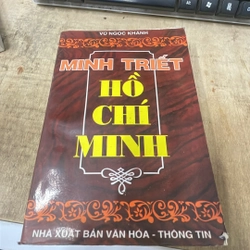 VŨ NGỌC KHÁNH
MINH TRIẾT
HỒ
CHÍ
MINH
NHÀ XUẤT BẢN VĂN HÓA - THÔNG TIN